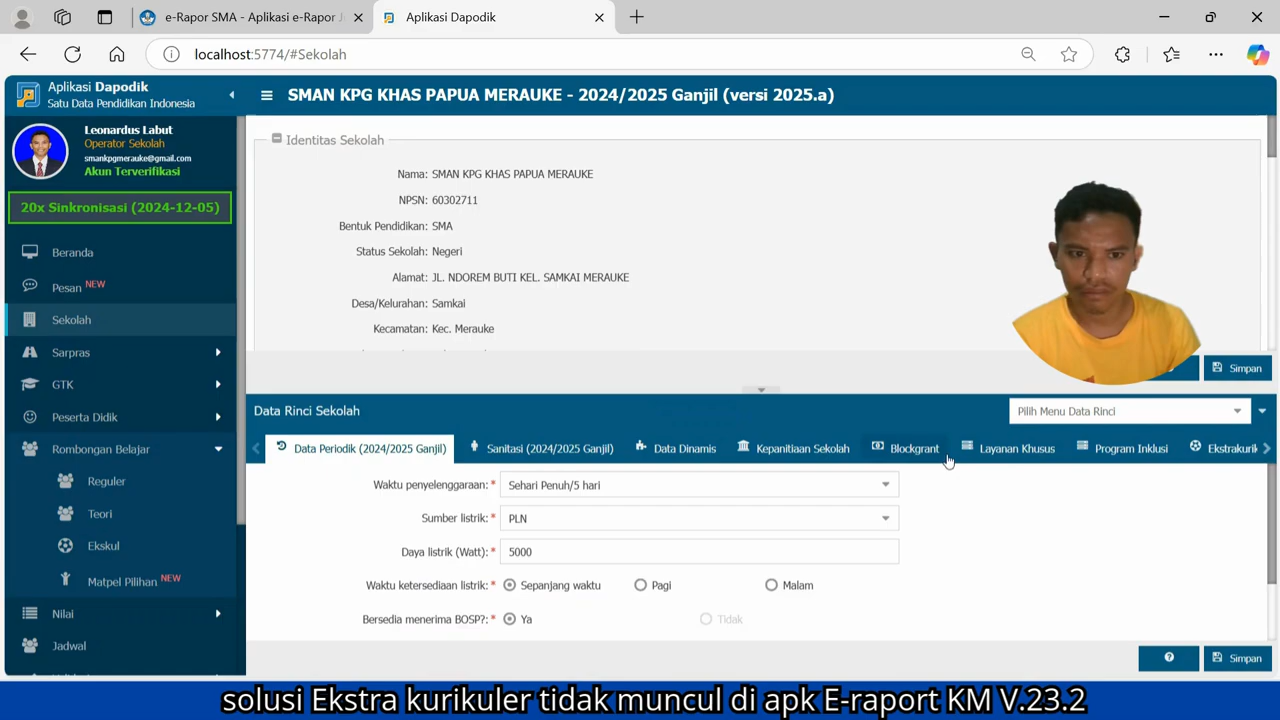 e-Rapor SMA - Aplikasi e-Rapor
Aplikasi Dapodik
localhost:5774/#Sekolah
Aplikasi Dapodik
Satu Data Pendidikan Indonesia
SMAN KPG KHAS PAPUA MERAUKE - 2024/2025 Ganjil (versi 2025.a)
Leonardus Labut
Operator Sekolah
smankpgmerauke@gmail.com
Akun Terverifikasi
20x Sinkronisasi (2024-12-05)
Beranda
Pesan NEW
Sekolah
Sarpras
GTK
Peserta Didik
Rombongan Belajar
Reguler
Teori
Ekskul
Matpel Pilihan NEW
Nilai
Jadwal
Identitas Sekolah
Nama: SMAN KPG KHAS PAPUA MERAUKE
NPSN: 60302711
Bentuk Pendidikan: SMA
Status Sekolah: Negeri
Alamat: JL. NDOREM BUTI KEL. SAMKAI MERAUKE
Desa/Kelurahan: Samkai
Kecamatan: Kec. Merauke
Simpan
Data Rinci Sekolah
Pilih Menu Data Rinci
Data Periodik (2024/2025 Ganjil)
Sanitasi (2024/2025 Ganjil)
Data Dinamis
Kepanitiaan Sekolah
Blockgrant
Layanan Khusus
Program Inklusi
Ekstrakurik
Waktu penyelenggaraan:* Sehari Penuh/5 hari
Sumber listrik:* PLN
Daya listrik (Watt):* 5000
Waktu ketersediaan listrik:* Sepanjang waktu Pagi Malam
Bersedia menerima BOSP?:* Ya Tidak
Simpan
solusi Ekstra kurikuler tidak muncul di apk E-raport KM V.23.2